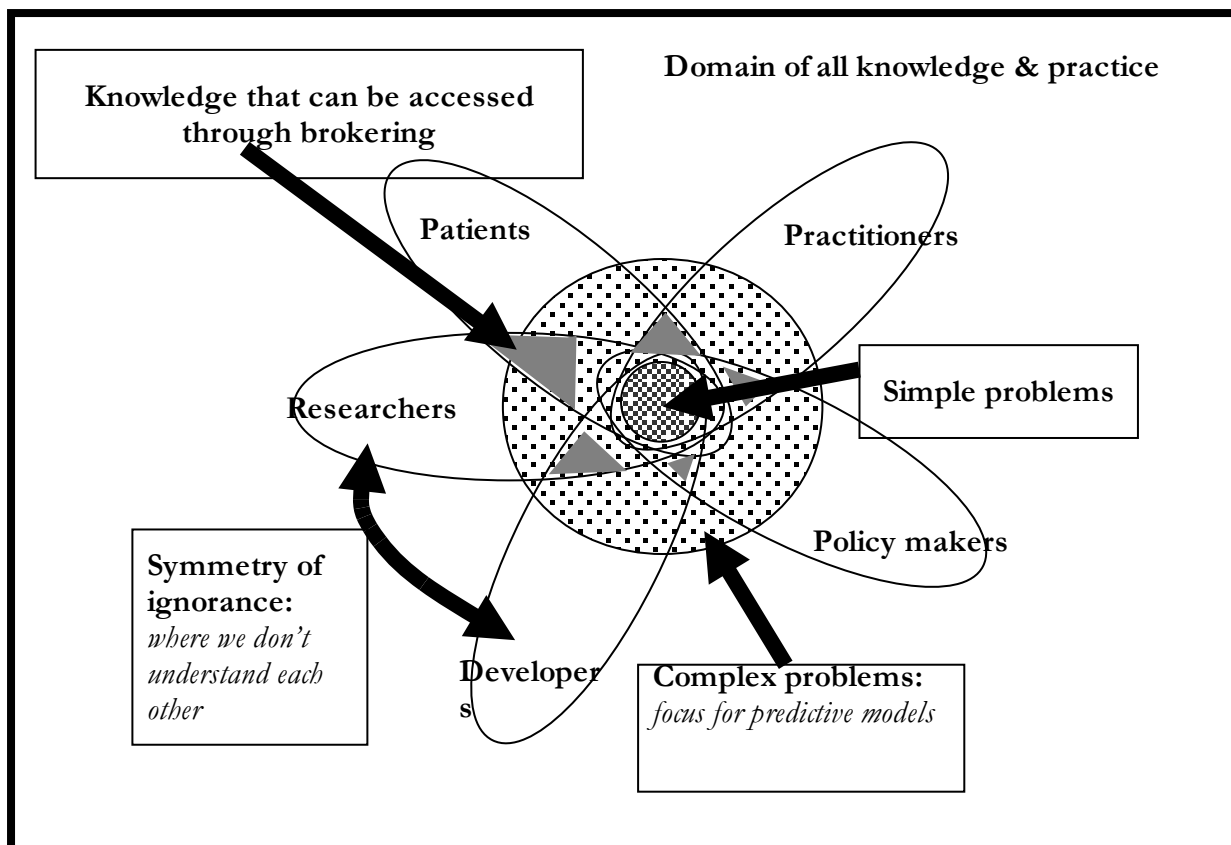 Domain of all knowledge & practice
Knowledge that can be accessed
through brokering
Patients
Practitioners
Researchers
Simple problems
Policy makers
Symmetry of
ignorance:
where we don't
understand each
other
Developer
s
Complex problems:
focus for predictive models